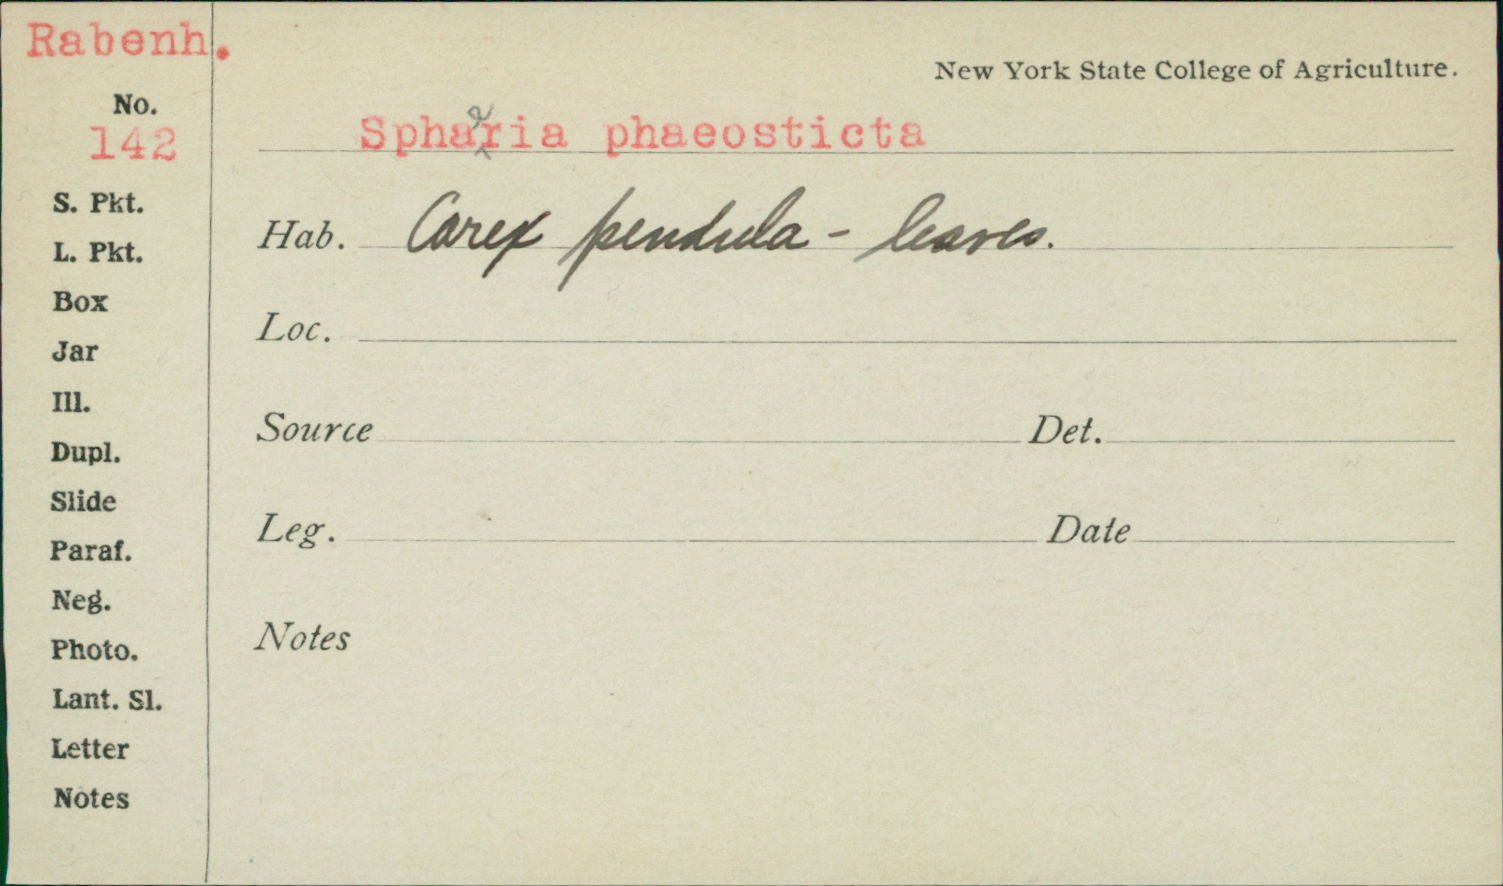 Rabenh.
New York State College of Agriculture.
No.
142
Sphaeria phaeosticta
S. Pkt.
Hab. Carex pendula - leaves.
L. Pkt.
Box
Loc.
Jar
Ill.
Source Det.
Dupl.
Slide
Leg. Date
Paraf.
Neg.
Notes
Photo.
Lant. Sl.
Letter
Notes